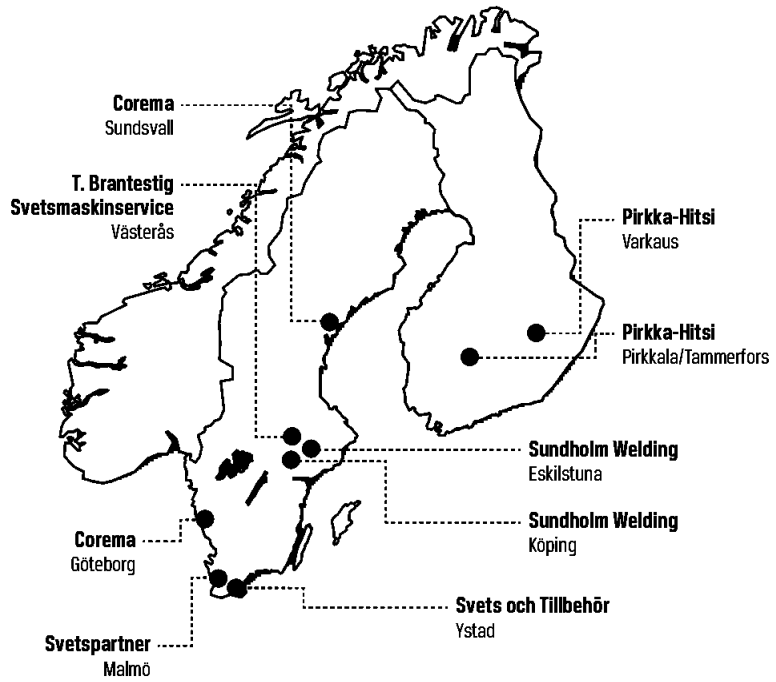 Corema
Sundsvall
T. Brantestig
Svetsmaskinservice
Västerås
Pirkka-Hitsi
Varkaus
Pirkka-Hitsi
Pirkkala/Tammerfors
Sundholm Welding
Eskilstuna
Sundholm Welding
Köping
Corema
Göteborg
Svets och Tillbehör
Ystad
Svetspartner
Malmö